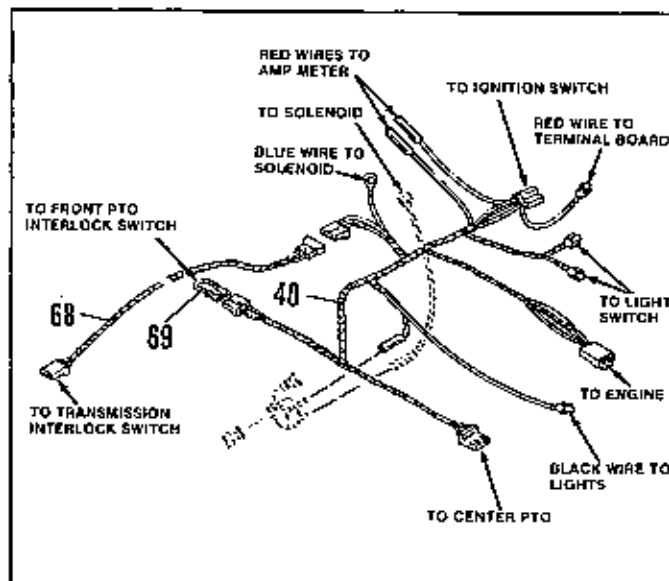 RED WIRES TO
AMP METER
TO IGNITION SWITCH
TO SOLENOID
RED WIRE TO
TERMINAL BOARD
BLUE WIRE TO
SOLENOID
TO FRONT PTO
INTERLOCK SWITCH
68
69
40
TO LIGHT
SWITCH
TO TRANSMISSION
INTERLOCK SWITCH
TO ENGINE
BLACK WIRE TO
LIGHTS
TO CENTER PTO